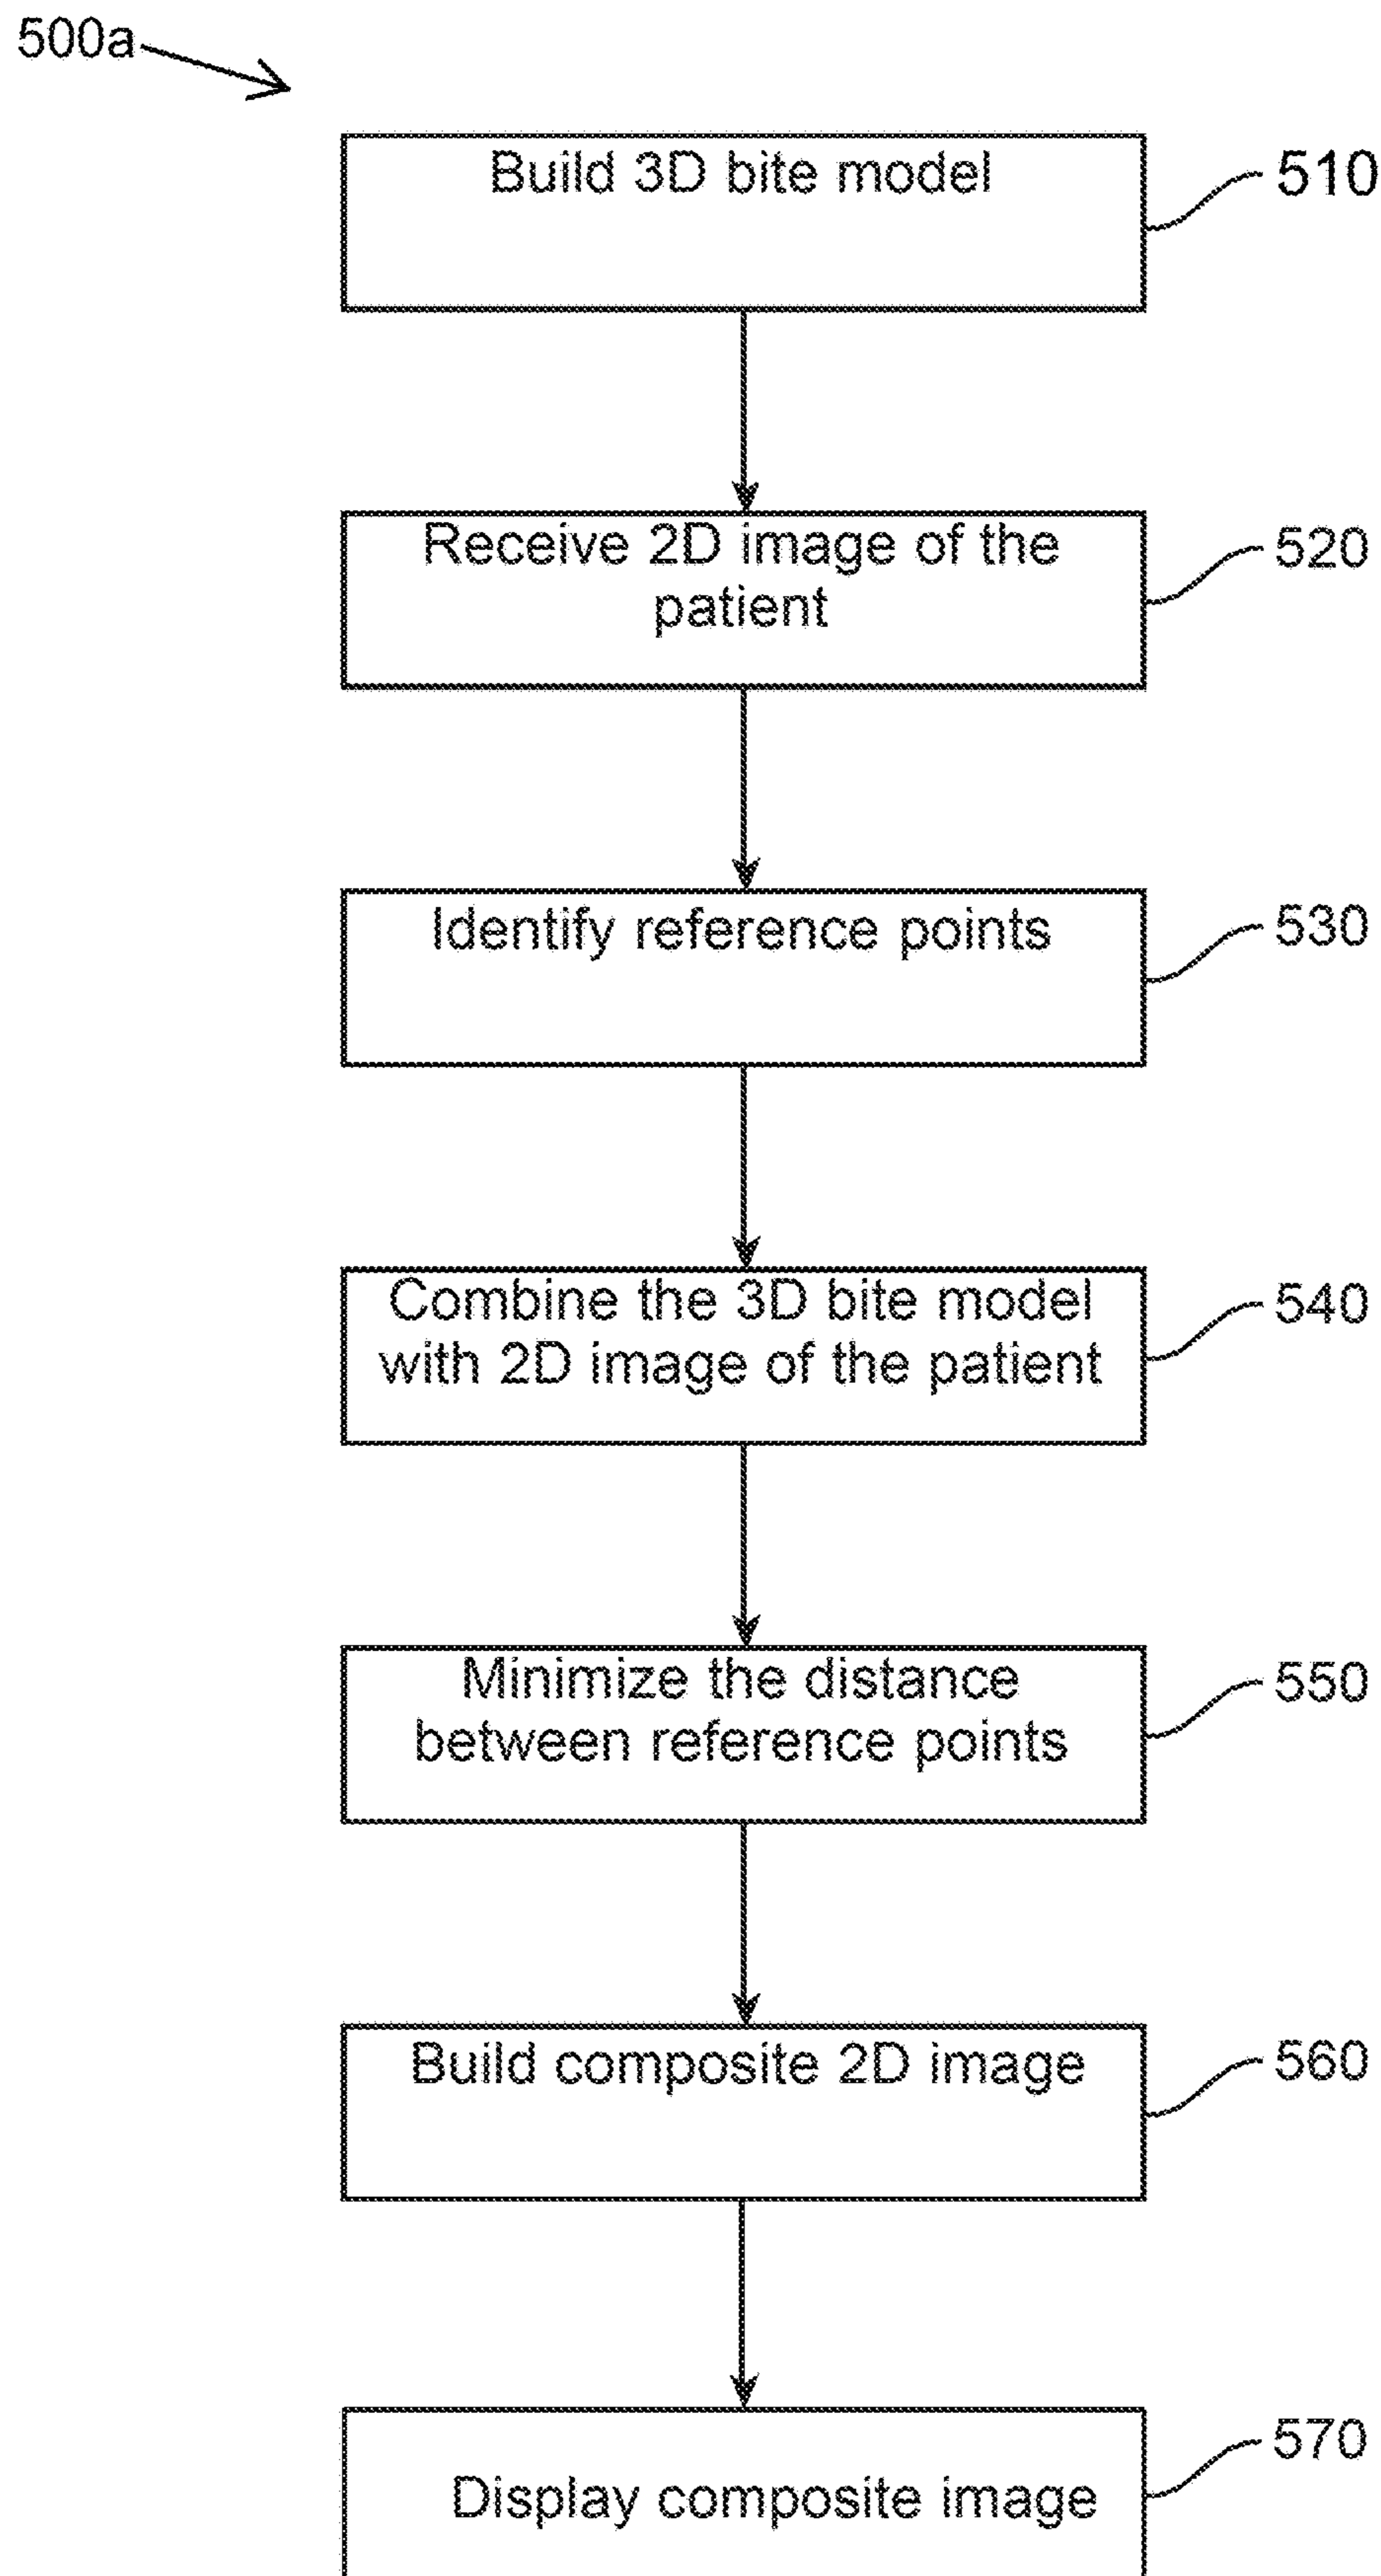 500a
Build 3D bite model
510
Receive 2D image of the
patient
520
Identify reference points
530
Combine the 3D bite model
with 2D image of the patient
540
Minimize the distance
between reference points
550
Build composite 2D image
560
Display composite image
570